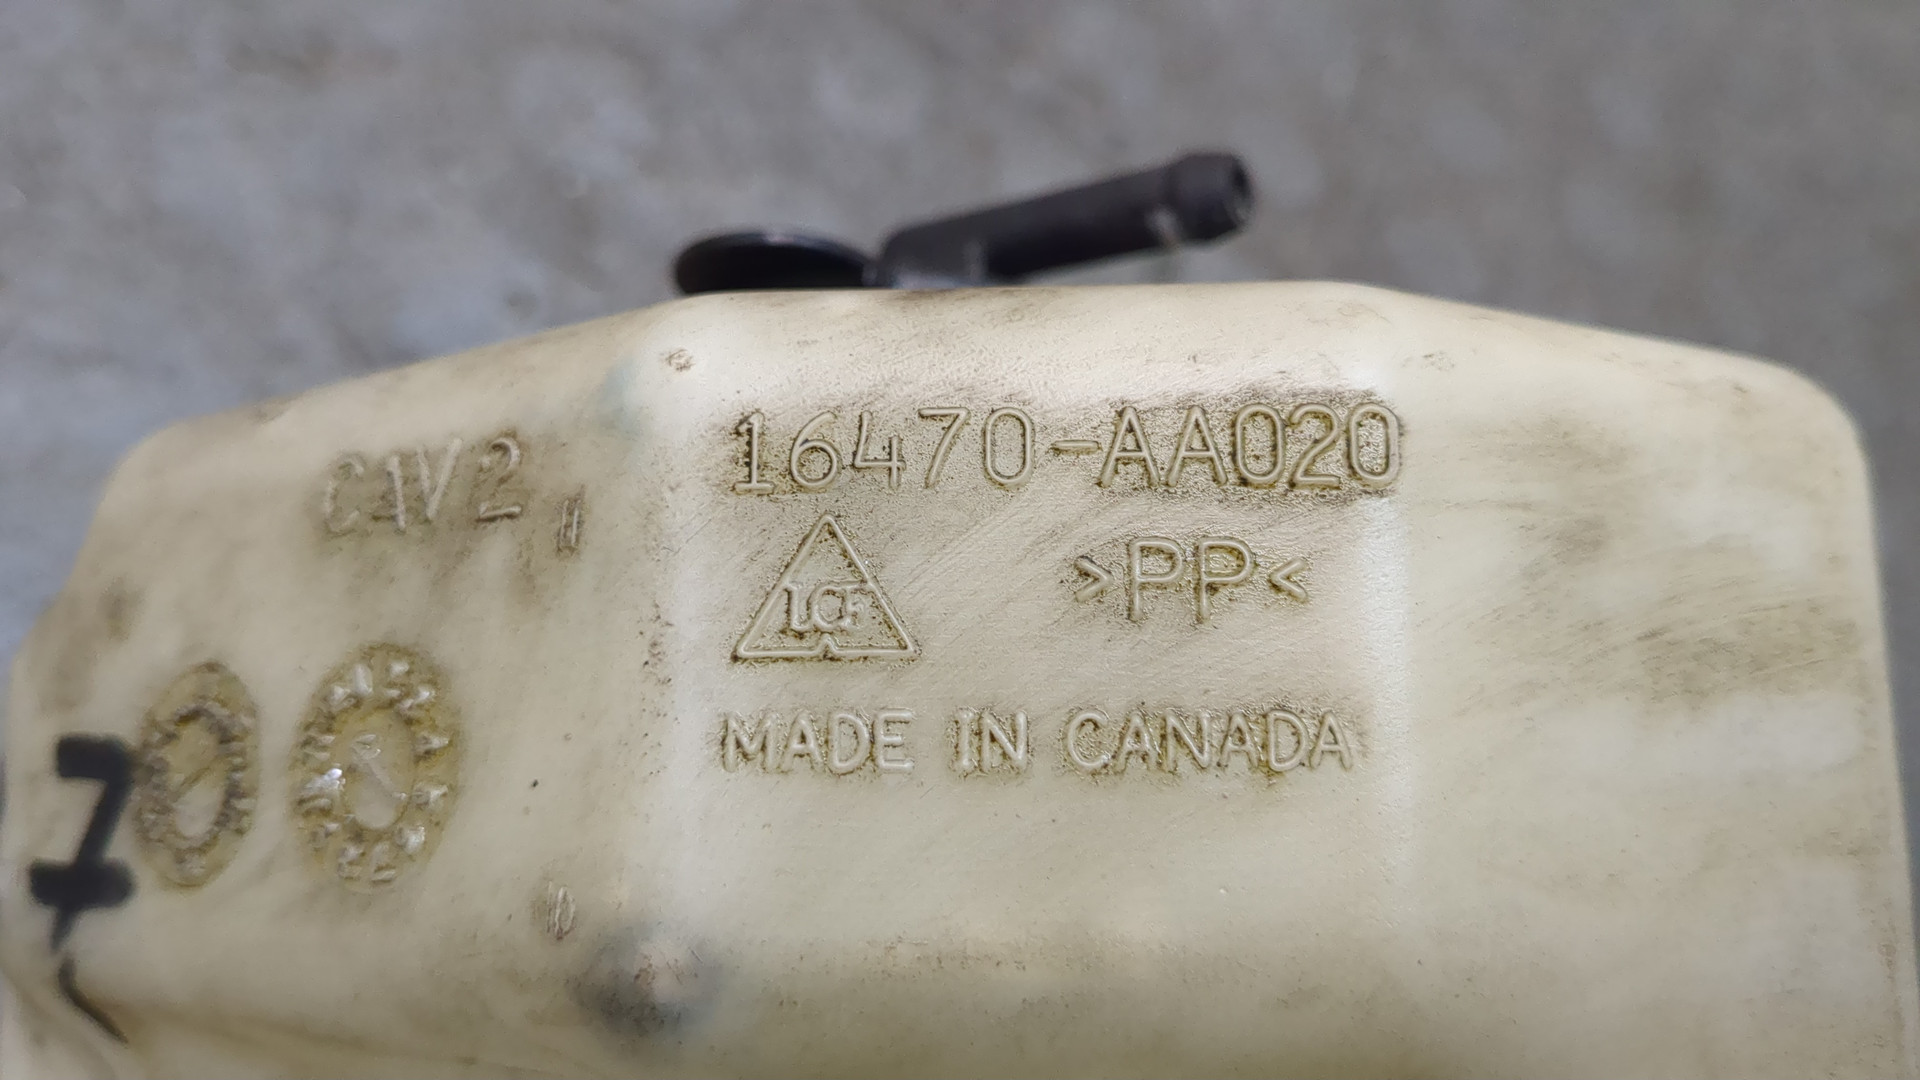 16470-AA020
CAV2
LCF
>PP<
MADE IN CANADA